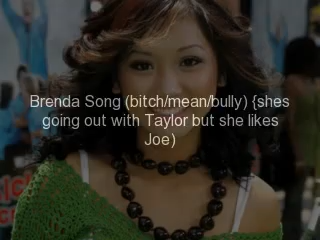 Brenda Song (bitch/mean/bully) {shes
going out with Taylor but she likes
Joe)